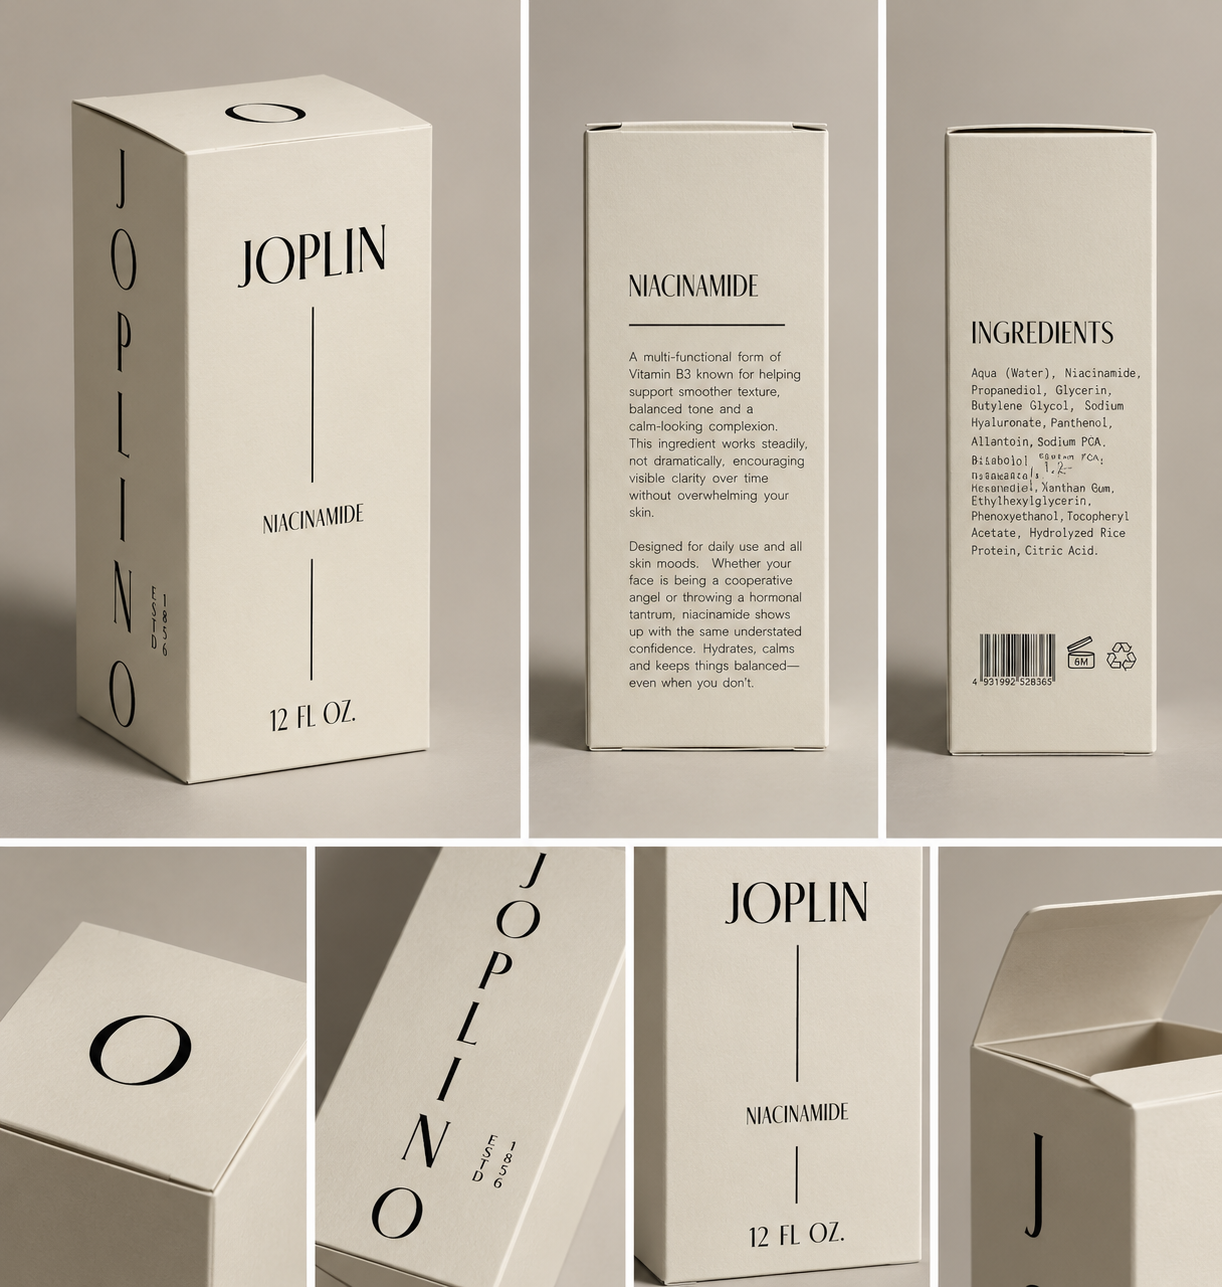 O
JOPLINO
ESTD
1856
JOPLIN
NIACINAMIDE
12 FL OZ.
NIACINAMIDE
A multi-functional form of
Vitamin B3 known for helping
support smoother texture,
balanced tone and a
calm-looking complexion.
This ingredient works steadily,
not dramatically, encouraging
visible clarity over time
without overwhelming your
skin.
Designed for daily use and all
skin moods. Whether your
face is being a cooperative
angel or throwing a hormonal
tantrum, niacinamide shows
up with the same understated
confidence. Hydrates, calms
and keeps things balanced—
even when you don't.
INGREDIENTS
Aqua (Water), Niacinamide,
Propanediol, Glycerin,
Butylene Glycol, Sodium
Hyaluronate, Panthenol,
Allantoin, Sodium PCA,
PCA,
1,2-
Xanthan Gum,
Ethylhexylglycerin,
Phenoxyethanol, Tocopheryl
Acetate, Hydrolyzed Rice
Protein, Citric Acid.
4 931992 528365
6M
O
JOPLINO
ESTD
1856
JOPLIN
NIACINAMIDE
12 FL OZ.
J